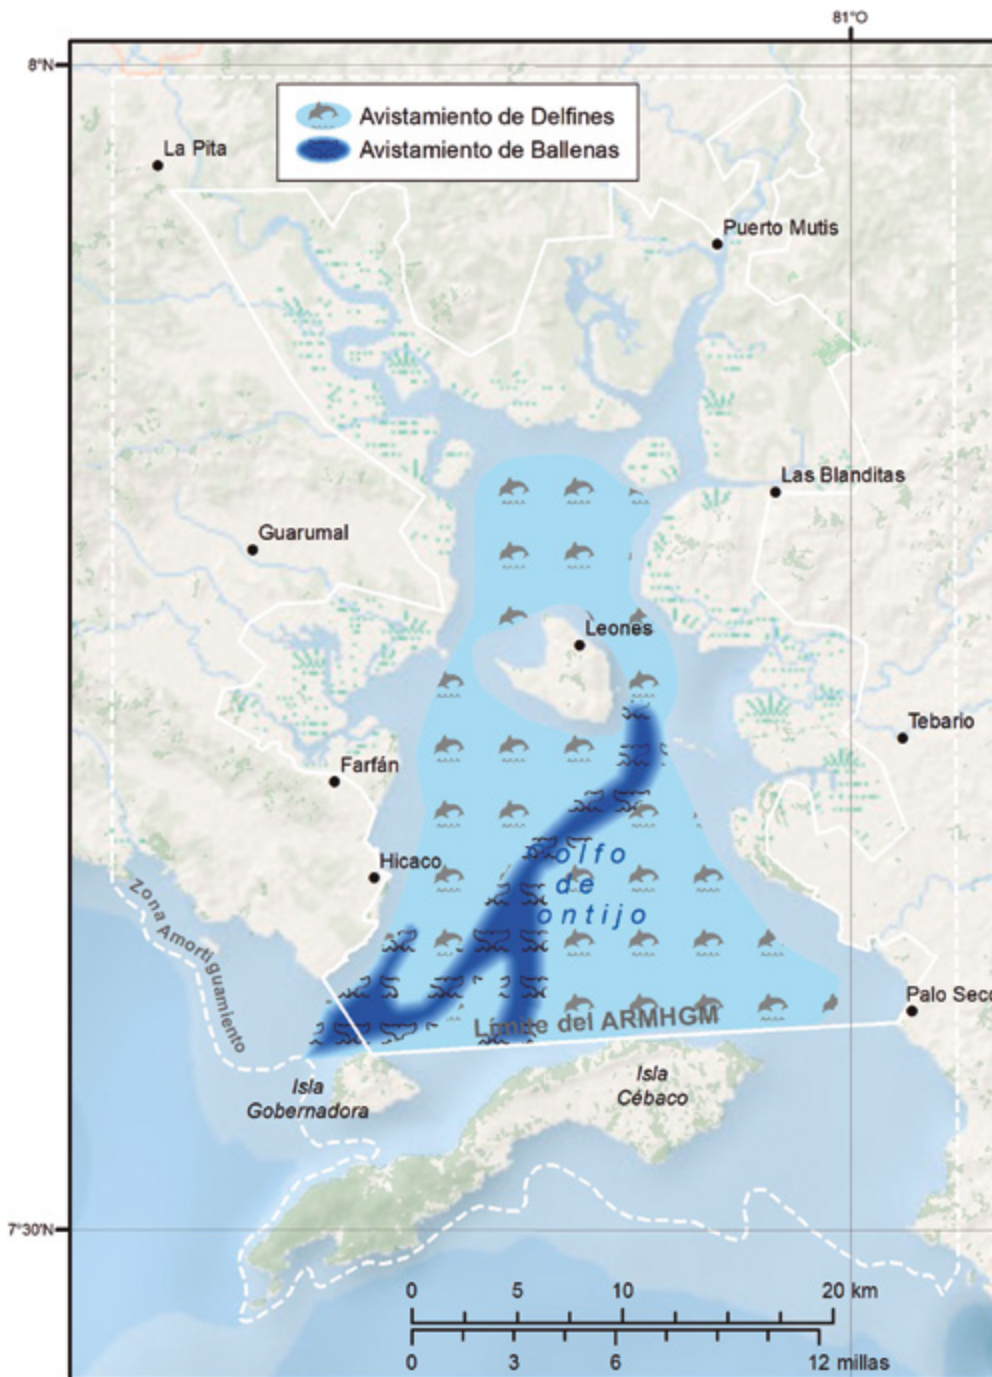 81°O
8°N
Avistamiento de Delfines
Avistamiento de Ballenas
La Pita
Puerto Mutis
Las Blanditas
Guarumal
Leones
Tebario
Farfán
Hicaco
Golfo
de
ontijo
Zona Amortiguamiento
Palo Seco
Límite del ARMHGM
Isla
Gobernadora
Isla
Cébaco
7°30'N
0 5 10 20 km
0 3 6 12 millas